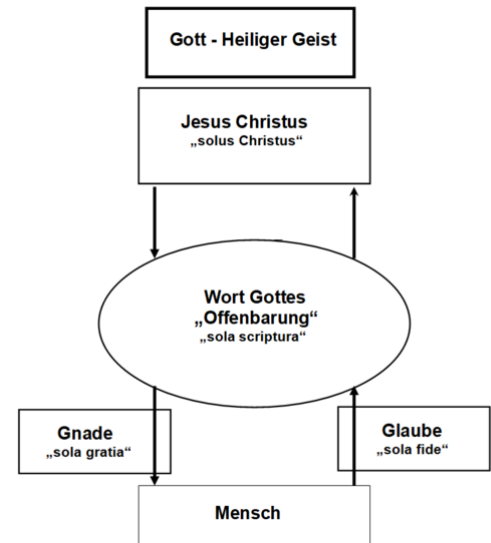 Gott - Heiliger Geist
Jesus Christus
„solus Christus“
Wort Gottes
„Offenbarung“
„sola scriptura“
Gnade
„sola gratia“
Glaube
„sola fide“
Mensch